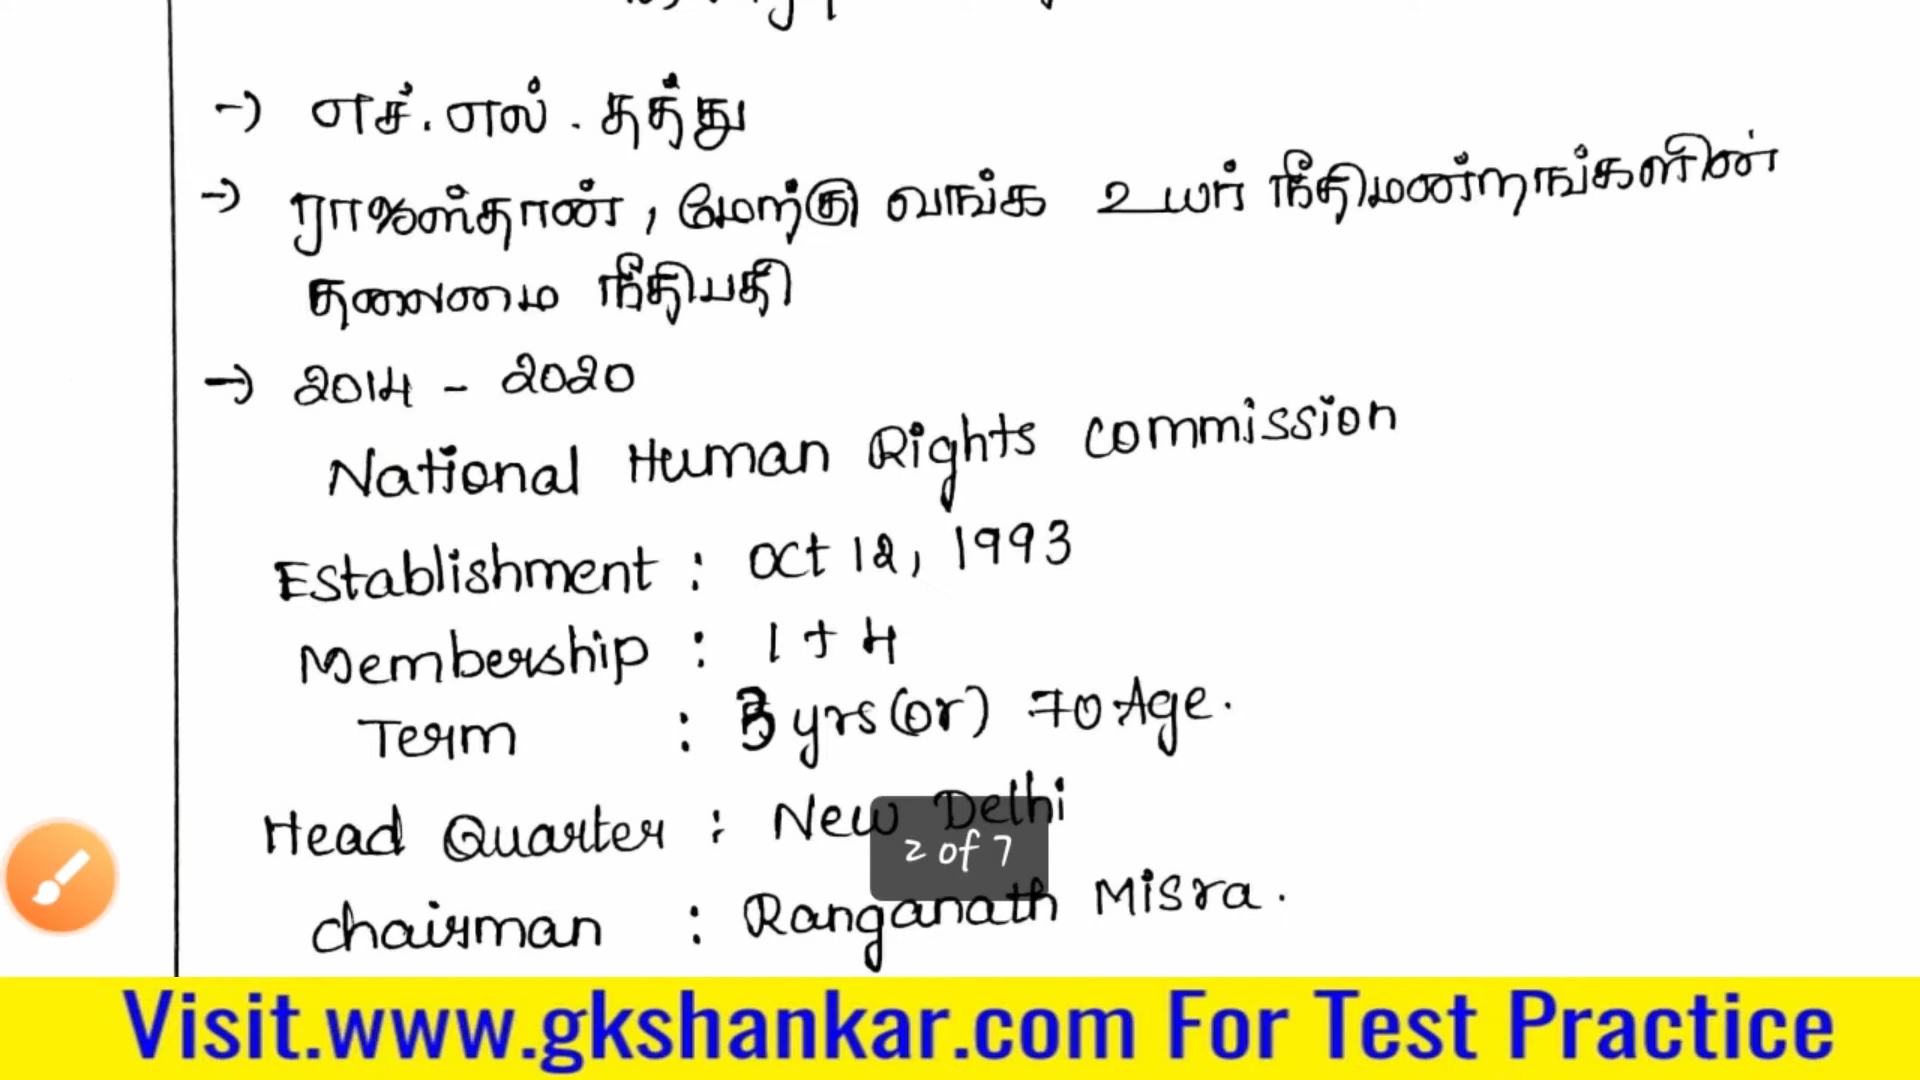 -> எச். எல். தத்து
-> ராஜஸ்தான், மேற்கு வங்க உயர் நீதிமன்றங்களின்
தலைமை நீதிபதி
-> 2014 - 2020
National Human Rights Commission
Establishment : Oct 12, 1993
Membership : 1 + 4
Term : 3 yrs (or) 70 Age.
Head Quarter : New Delhi
2 of 7
Chairman : Ranganath Misra.
Visit.www.gkshankar.com For Test Practice